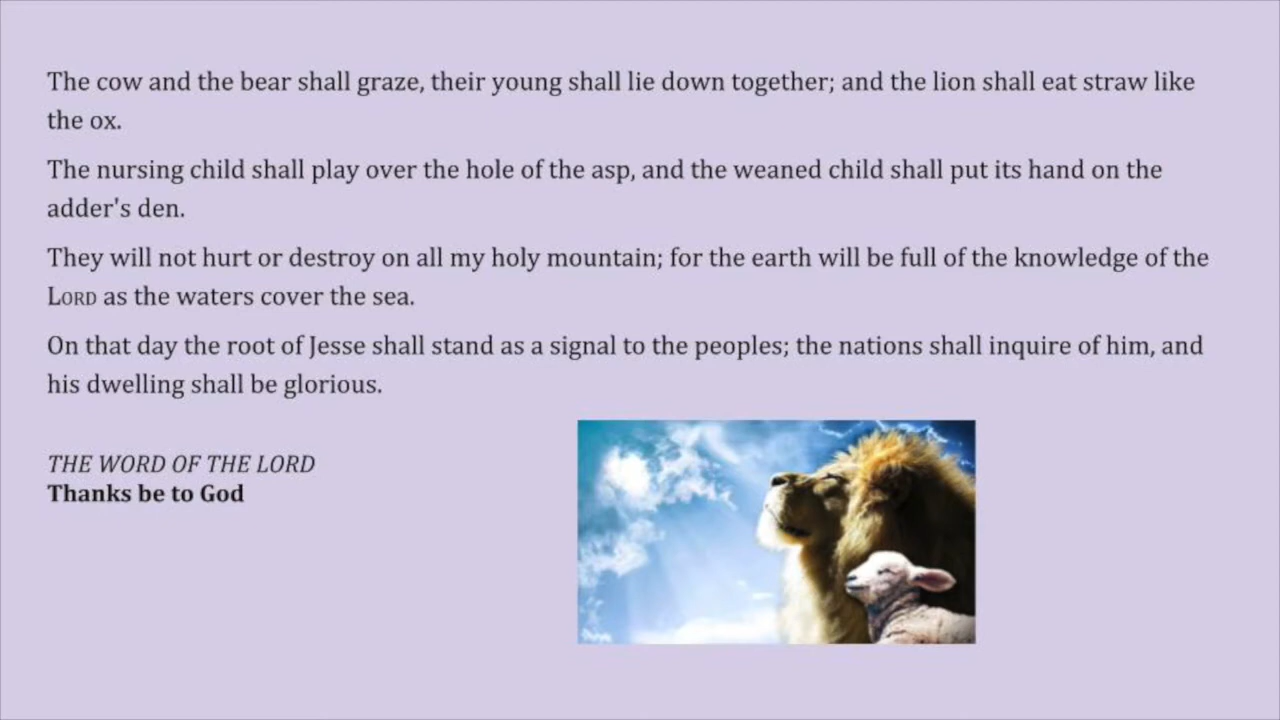 The cow and the bear shall graze, their young shall lie down together; and the lion shall eat straw like
the ox.
The nursing child shall play over the hole of the asp, and the weaned child shall put its hand on the
adder's den.
They will not hurt or destroy on all my holy mountain; for the earth will be full of the knowledge of the
LORD as the waters cover the sea.
On that day the root of Jesse shall stand as a signal to the peoples; the nations shall inquire of him, and
his dwelling shall be glorious.
THE WORD OF THE LORD
Thanks be to God